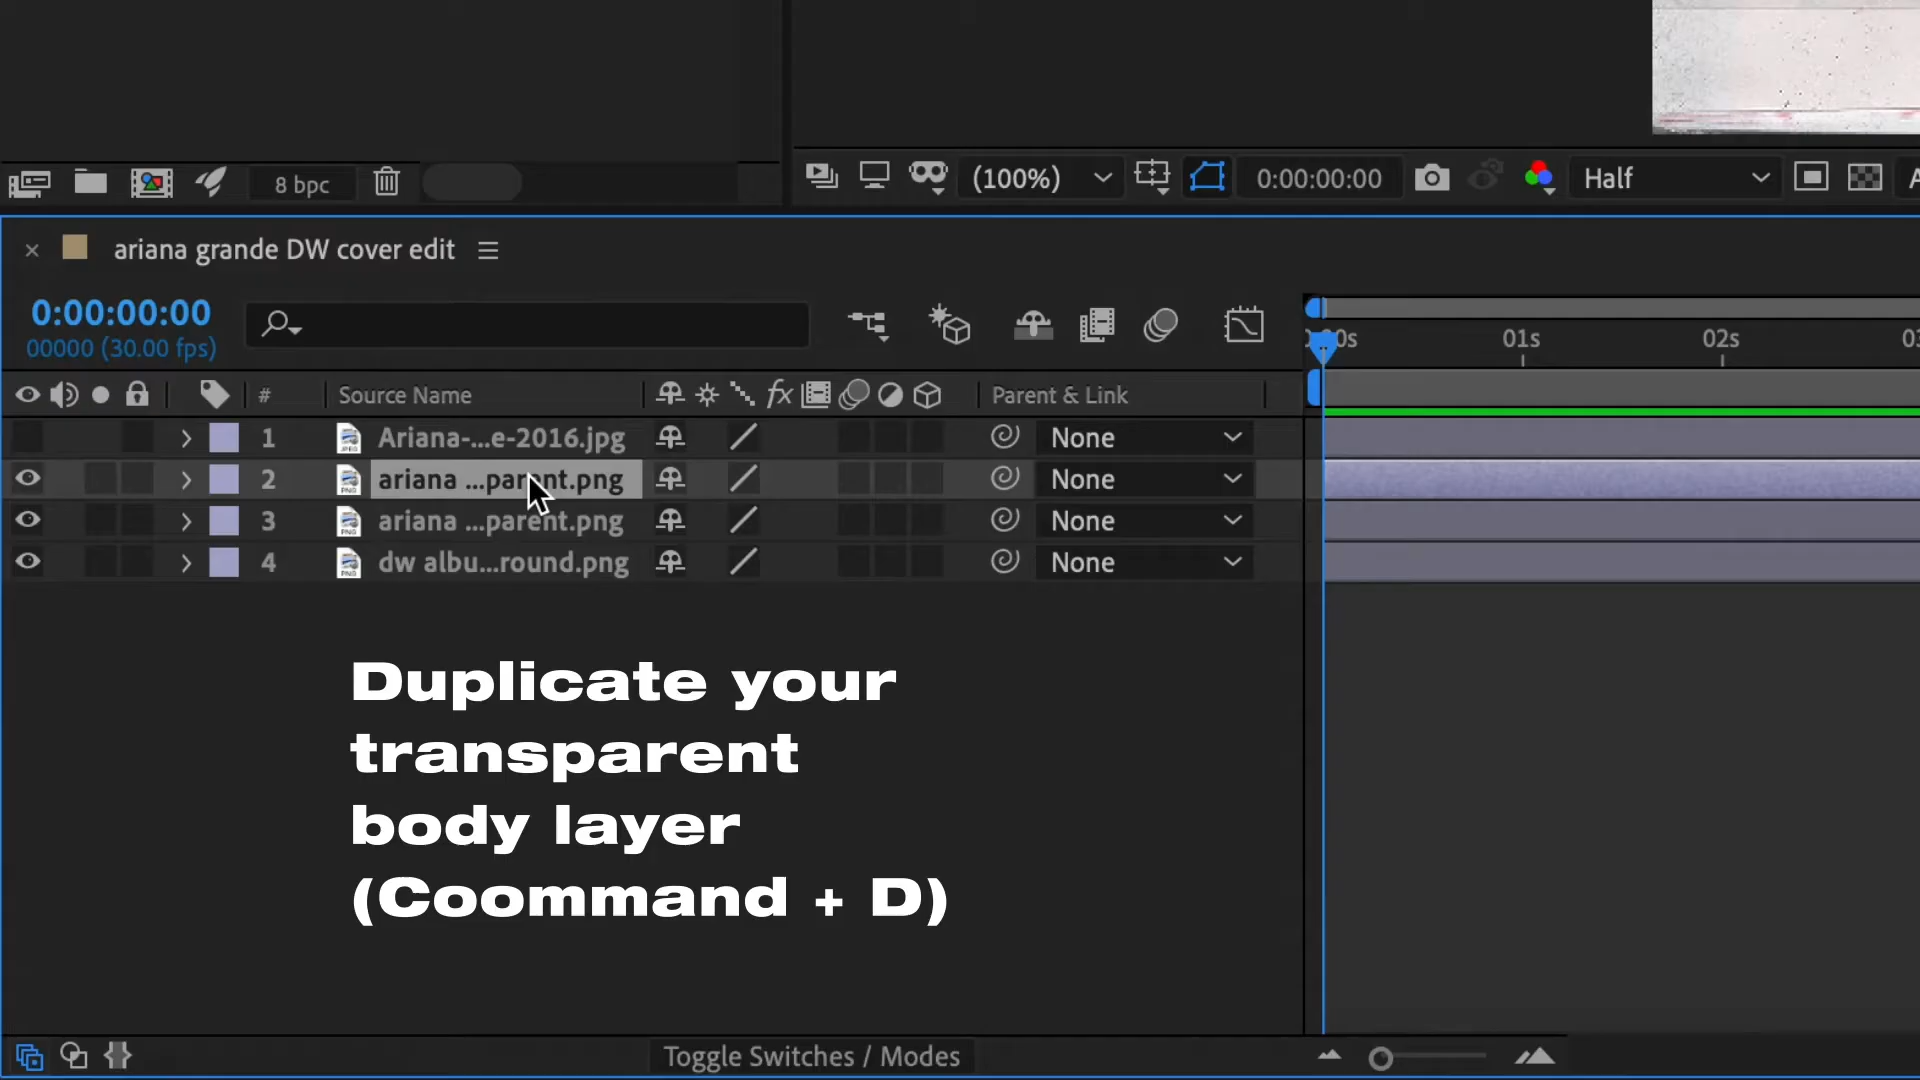 8 bpc
(100%)
0:00:00:00
Half
ariana grande DW cover edit
0:00:00:00
00000 (30.00 fps)
01s
02s
# Source Name
fx
Parent & Link
1 Ariana-...e-2016.jpg None
2 ariana ...parent.png None
3 ariana ...parent.png None
4 dw albu...round.png None
Duplicate your
transparent
body layer
(Coommand + D)
Toggle Switches / Modes